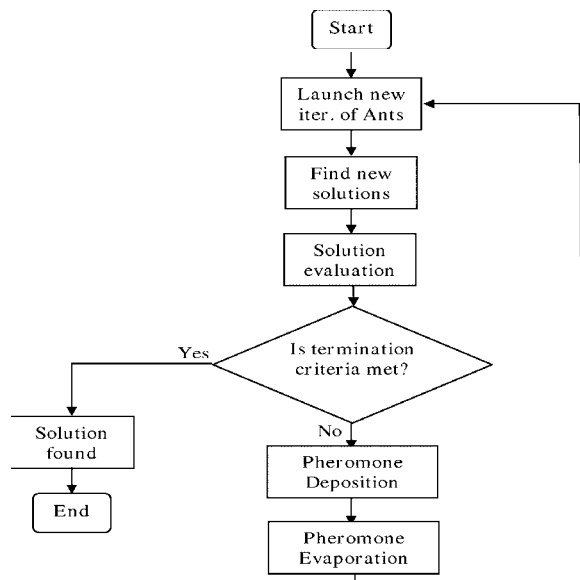 Start
Launch new
iter. of Ants
Find new
solutions
Solution
evaluation
Is termination
criteria met?
Yes
No
Solution
found
End
Pheromone
Deposition
Pheromone
Evaporation